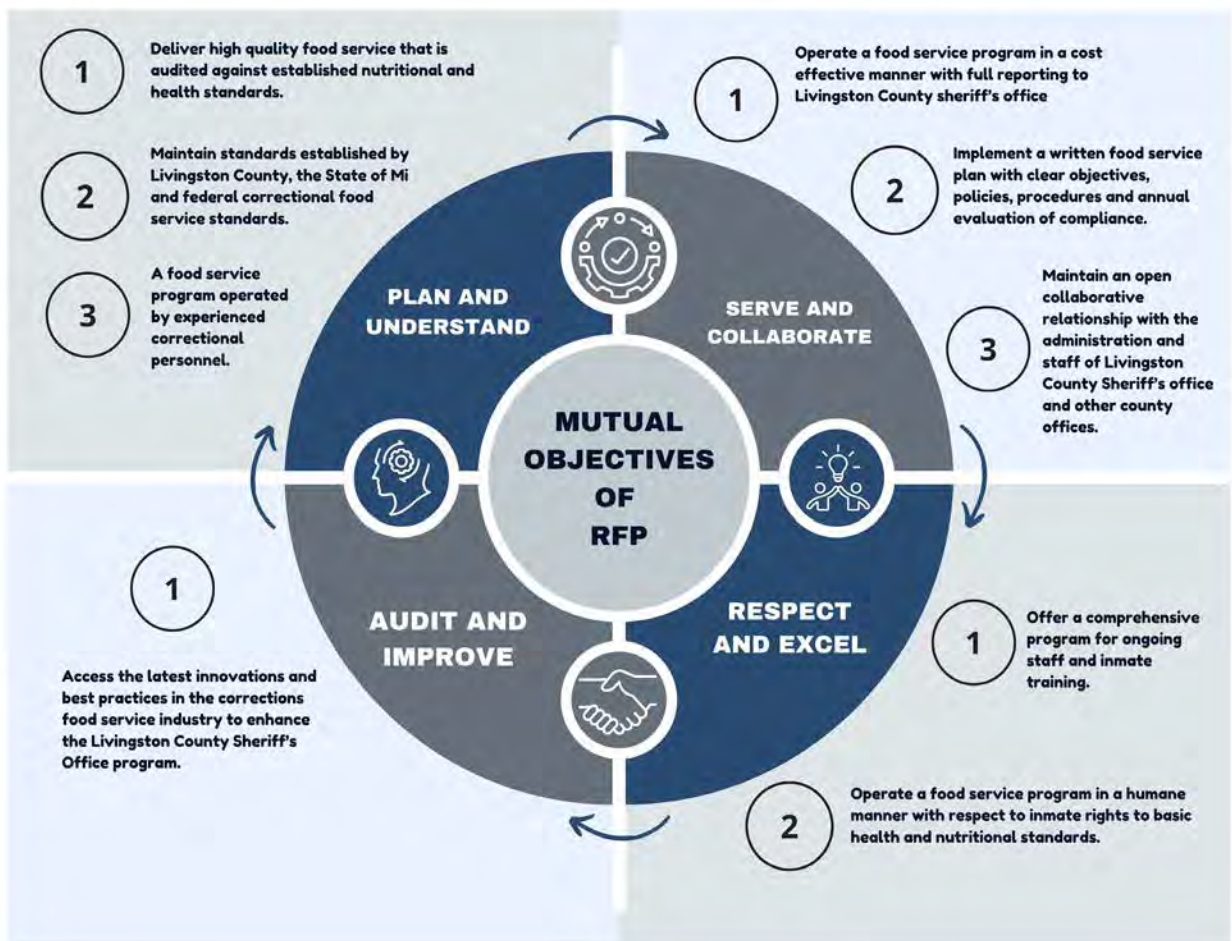 1
Deliver high quality food service that is
audited against established nutritional and
health standards.
2
Maintain standards established by
Livingston County, the State of Mi
and federal correctional food
service standards.
3
A food service
program operated
by experienced
correctional
personnel.
PLAN AND
UNDERSTAND
1
Operate a food service program in a cost
effective manner with full reporting to
Livingston County sheriff's office
2
Implement a written food service
plan with clear objectives,
policies, procedures and annual
evaluation of compliance.
3
Maintain an open
collaborative
relationship with the
administration and
staff of Livingston
County Sheriff's office
and other county
offices.
SERVE AND
COLLABORATE
MUTUAL
OBJECTIVES
OF
RFP
AUDIT AND
IMPROVE
1
Access the latest innovations and
best practices in the corrections
food service industry to enhance
the Livingston County Sheriff's
Office program.
RESPECT
AND EXCEL
1
Offer a comprehensive
program for ongoing
staff and inmate
training.
2
Operate a food service program in a humane
manner with respect to inmate rights to basic
health and nutritional standards.